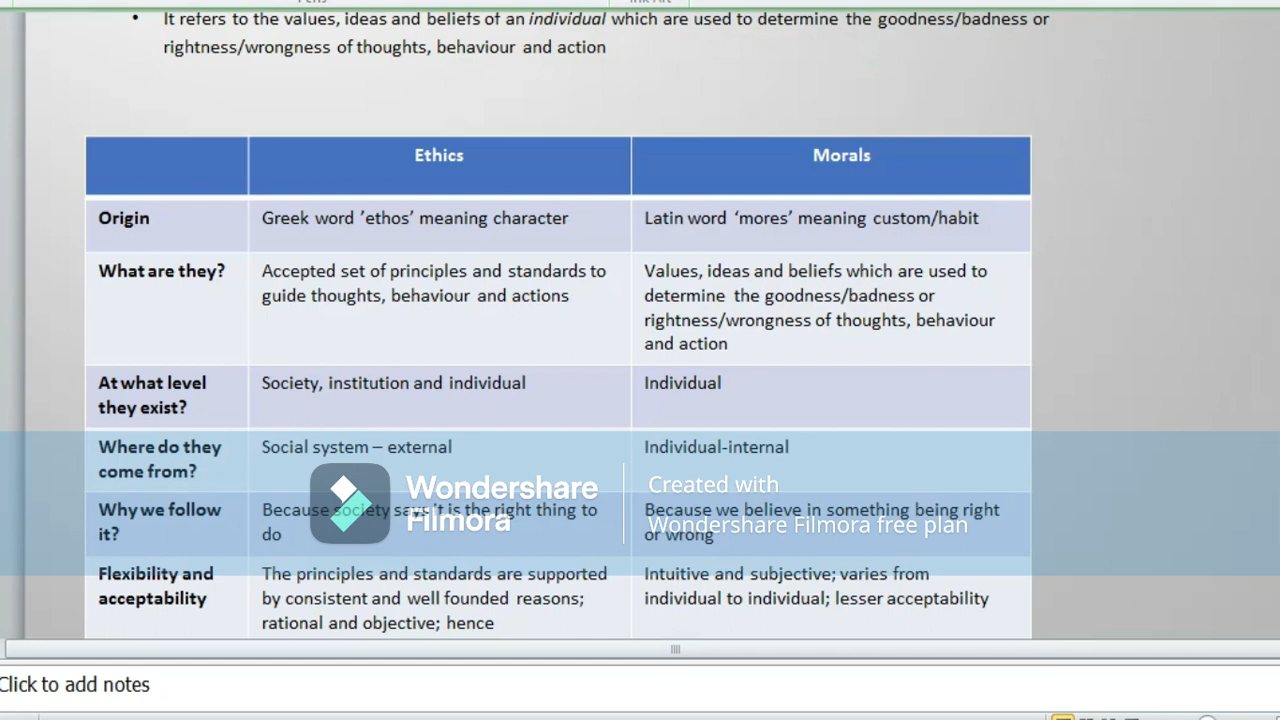 • It refers to the values, ideas and beliefs of an individual which are used to determine the goodness/badness or
rightness/wrongness of thoughts, behaviour and action
Ethics
Morals
Origin
Greek word ’ethos’ meaning character
Latin word ‘mores’ meaning custom/habit
What are they?
Accepted set of principles and standards to
guide thoughts, behaviour and actions
Values, ideas and beliefs which are used to
determine the goodness/badness or
rightness/wrongness of thoughts, behaviour
and action
At what level
they exist?
Society, institution and individual
Individual
Where do they
come from?
Social system – external
Individual-internal
Why we follow
it?
Because society says it is the right thing to
do
Because we believe in something being right
or wrong
Flexibility and
acceptability
The principles and standards are supported
by consistent and well founded reasons;
rational and objective; hence
Intuitive and subjective; varies from
individual to individual; lesser acceptability
Wondershare
Filmora
Created with
Wondershare Filmora free plan
Click to add notes